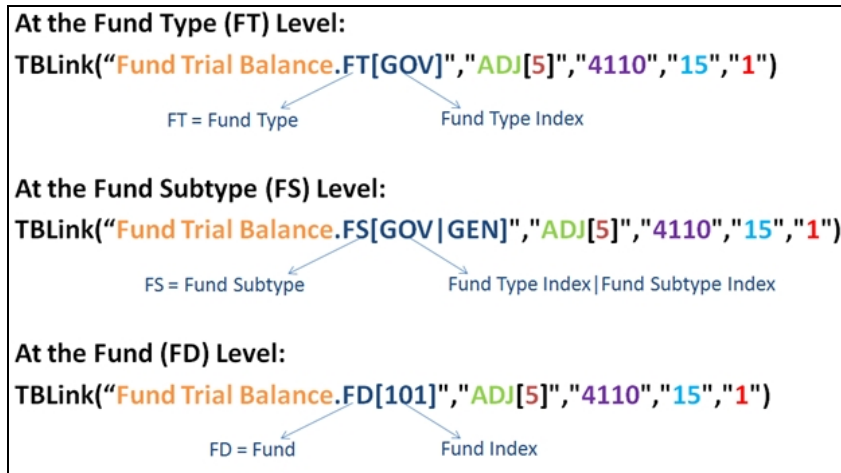 At the Fund Type (FT) Level:
TBLink(“Fund Trial Balance.FT[GOV]","ADJ[5]","4110","15","1")
FT = Fund Type Fund Type Index
At the Fund Subtype (FS) Level:
TBLink(“Fund Trial Balance.FS[GOV|GEN]","ADJ[5]","4110","15","1")
FS = Fund Subtype Fund Type Index|Fund Subtype Index
At the Fund (FD) Level:
TBLink(“Fund Trial Balance.FD[101]","ADJ[5]","4110","15","1")
FD = Fund Fund Index